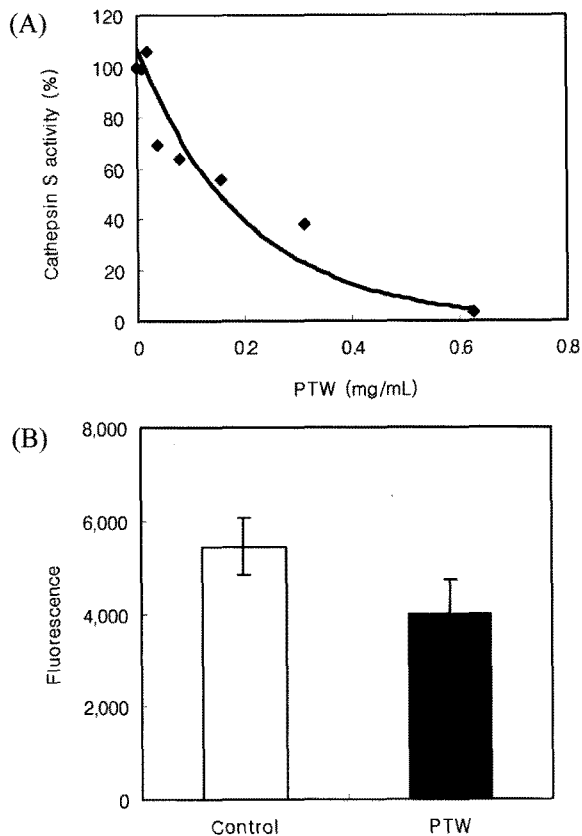 (A)
120
100
80
60
40
20
0
Cathepsin S activity (%)
0 0.2 0.4 0.6 0.8
PTW (mg/mL)
(B)
8,000
6,000
4,000
2,000
0
Fluorescence
Control PTW